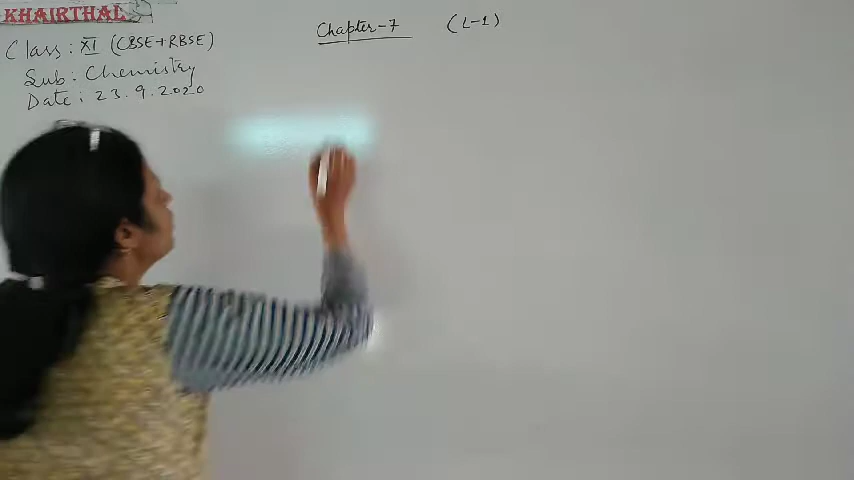 KHAIRTHAL
Chapter-7 (L-1)
Class: XI (CBSE+RBSE)
Sub: Chemistry
Date: 23.9.2020